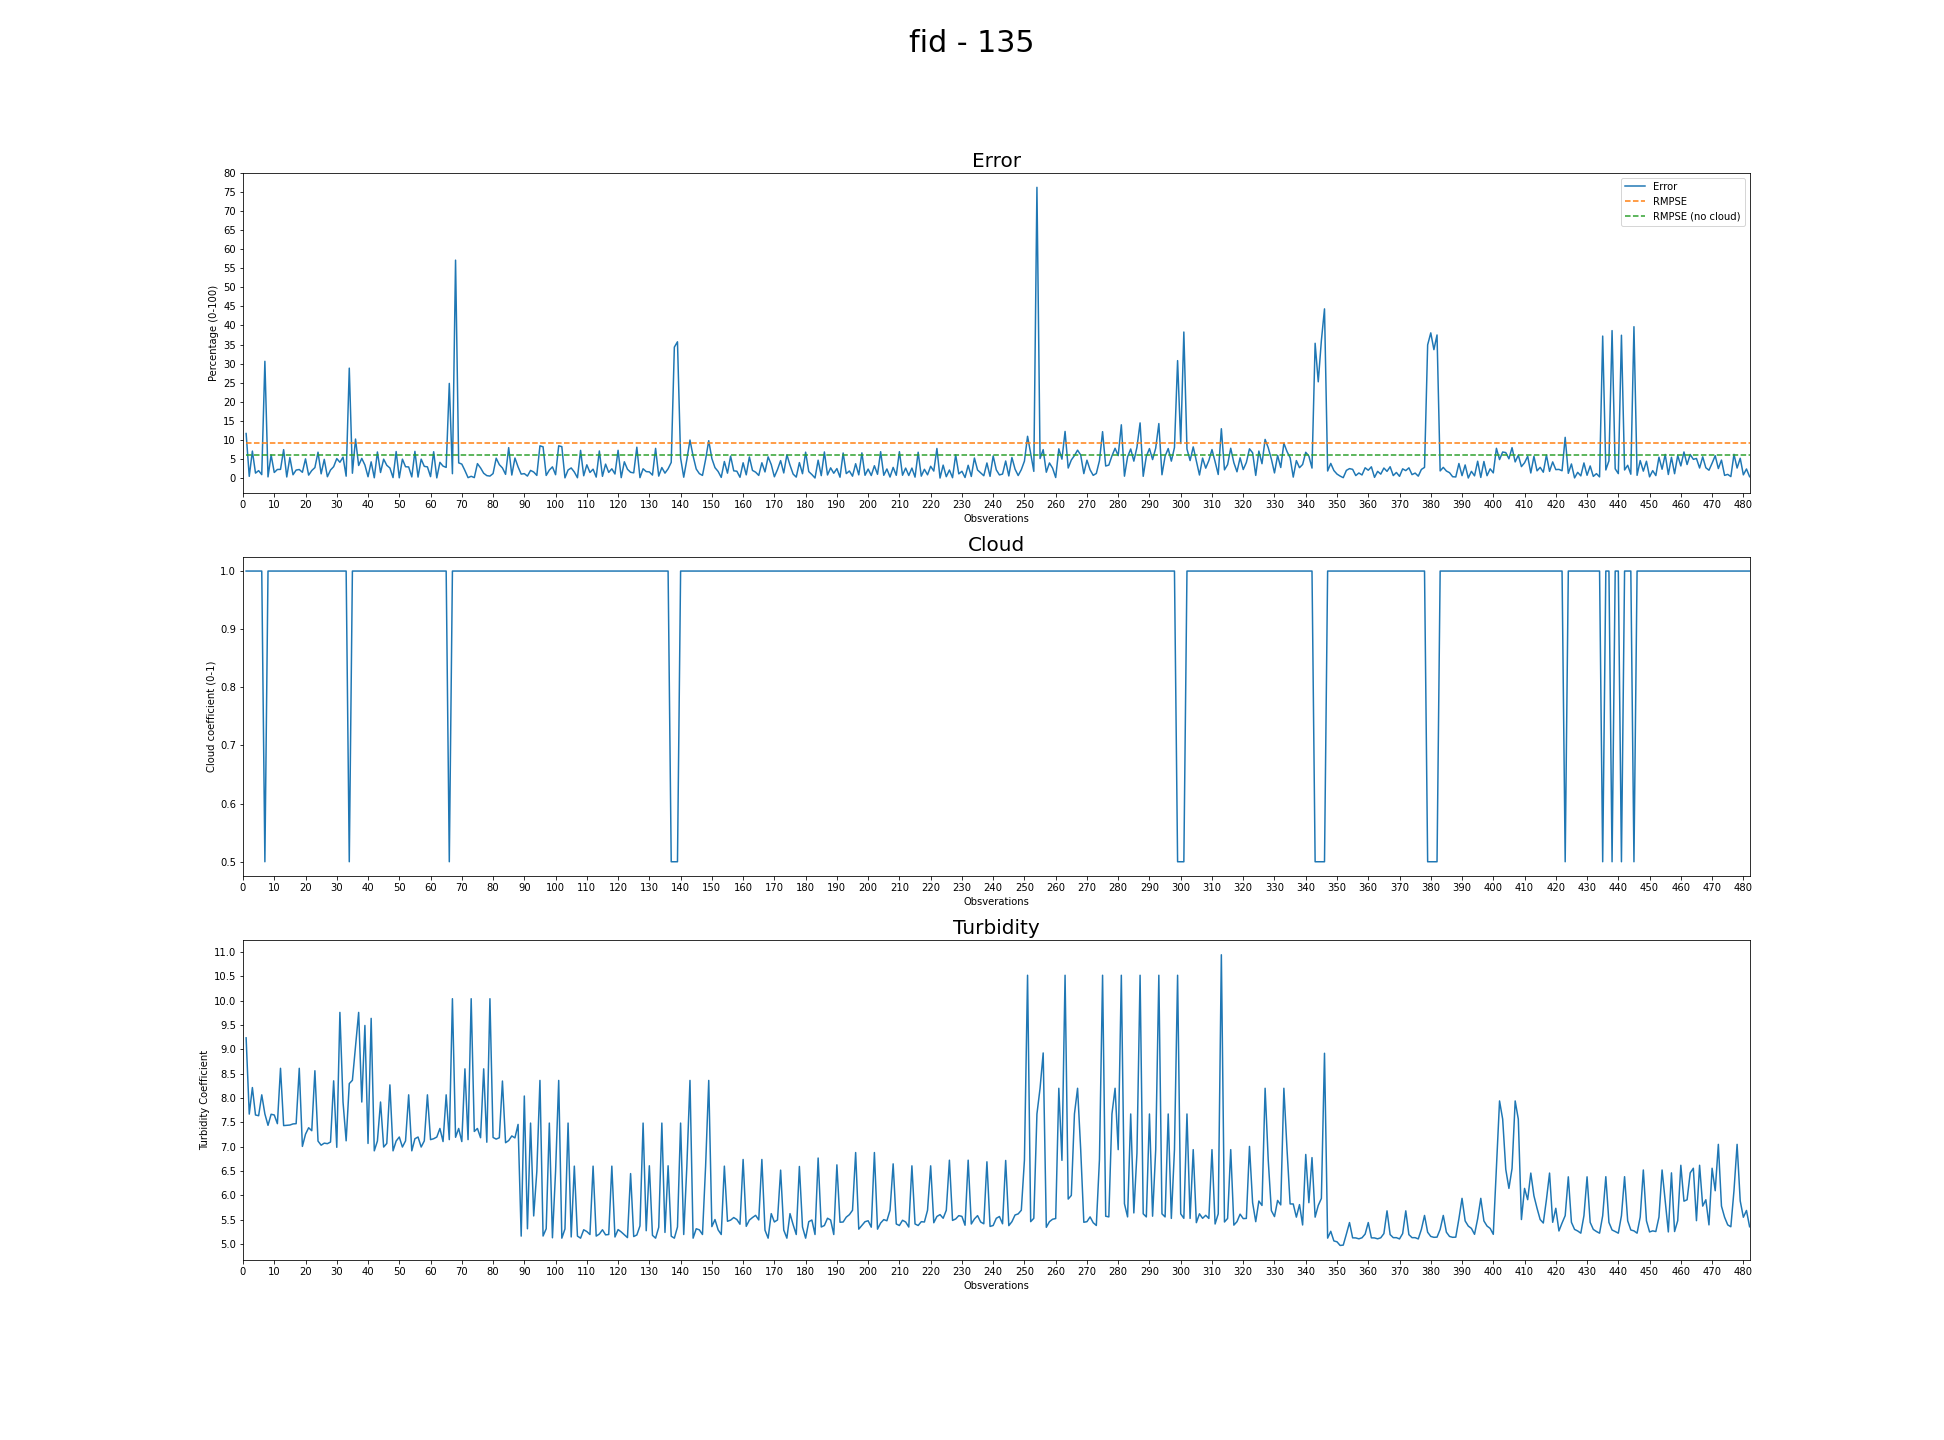 fid - 135
Error
80
75
70
65
60
55
50
45
40
35
30
25
20
15
10
5
0
Percentage (0-100)
Error
RMPSE
RMPSE (no cloud)
0 10 20 30 40 50 60 70 80 90 100 110 120 130 140 150 160 170 180 190 200 210 220 230 240 250 260 270 280 290 300 310 320 330 340 350 360 370 380 390 400 410 420 430 440 450 460 470 480
Obsverations
Cloud
1.0
0.9
0.8
0.7
0.6
0.5
Cloud coefficient (0-1)
0 10 20 30 40 50 60 70 80 90 100 110 120 130 140 150 160 170 180 190 200 210 220 230 240 250 260 270 280 290 300 310 320 330 340 350 360 370 380 390 400 410 420 430 440 450 460 470 480
Obsverations
Turbidity
11.0
10.5
10.0
9.5
9.0
8.5
8.0
7.5
7.0
6.5
6.0
5.5
5.0
Turbidity Coefficient
0 10 20 30 40 50 60 70 80 90 100 110 120 130 140 150 160 170 180 190 200 210 220 230 240 250 260 270 280 290 300 310 320 330 340 350 360 370 380 390 400 410 420 430 440 450 460 470 480
Obsverations